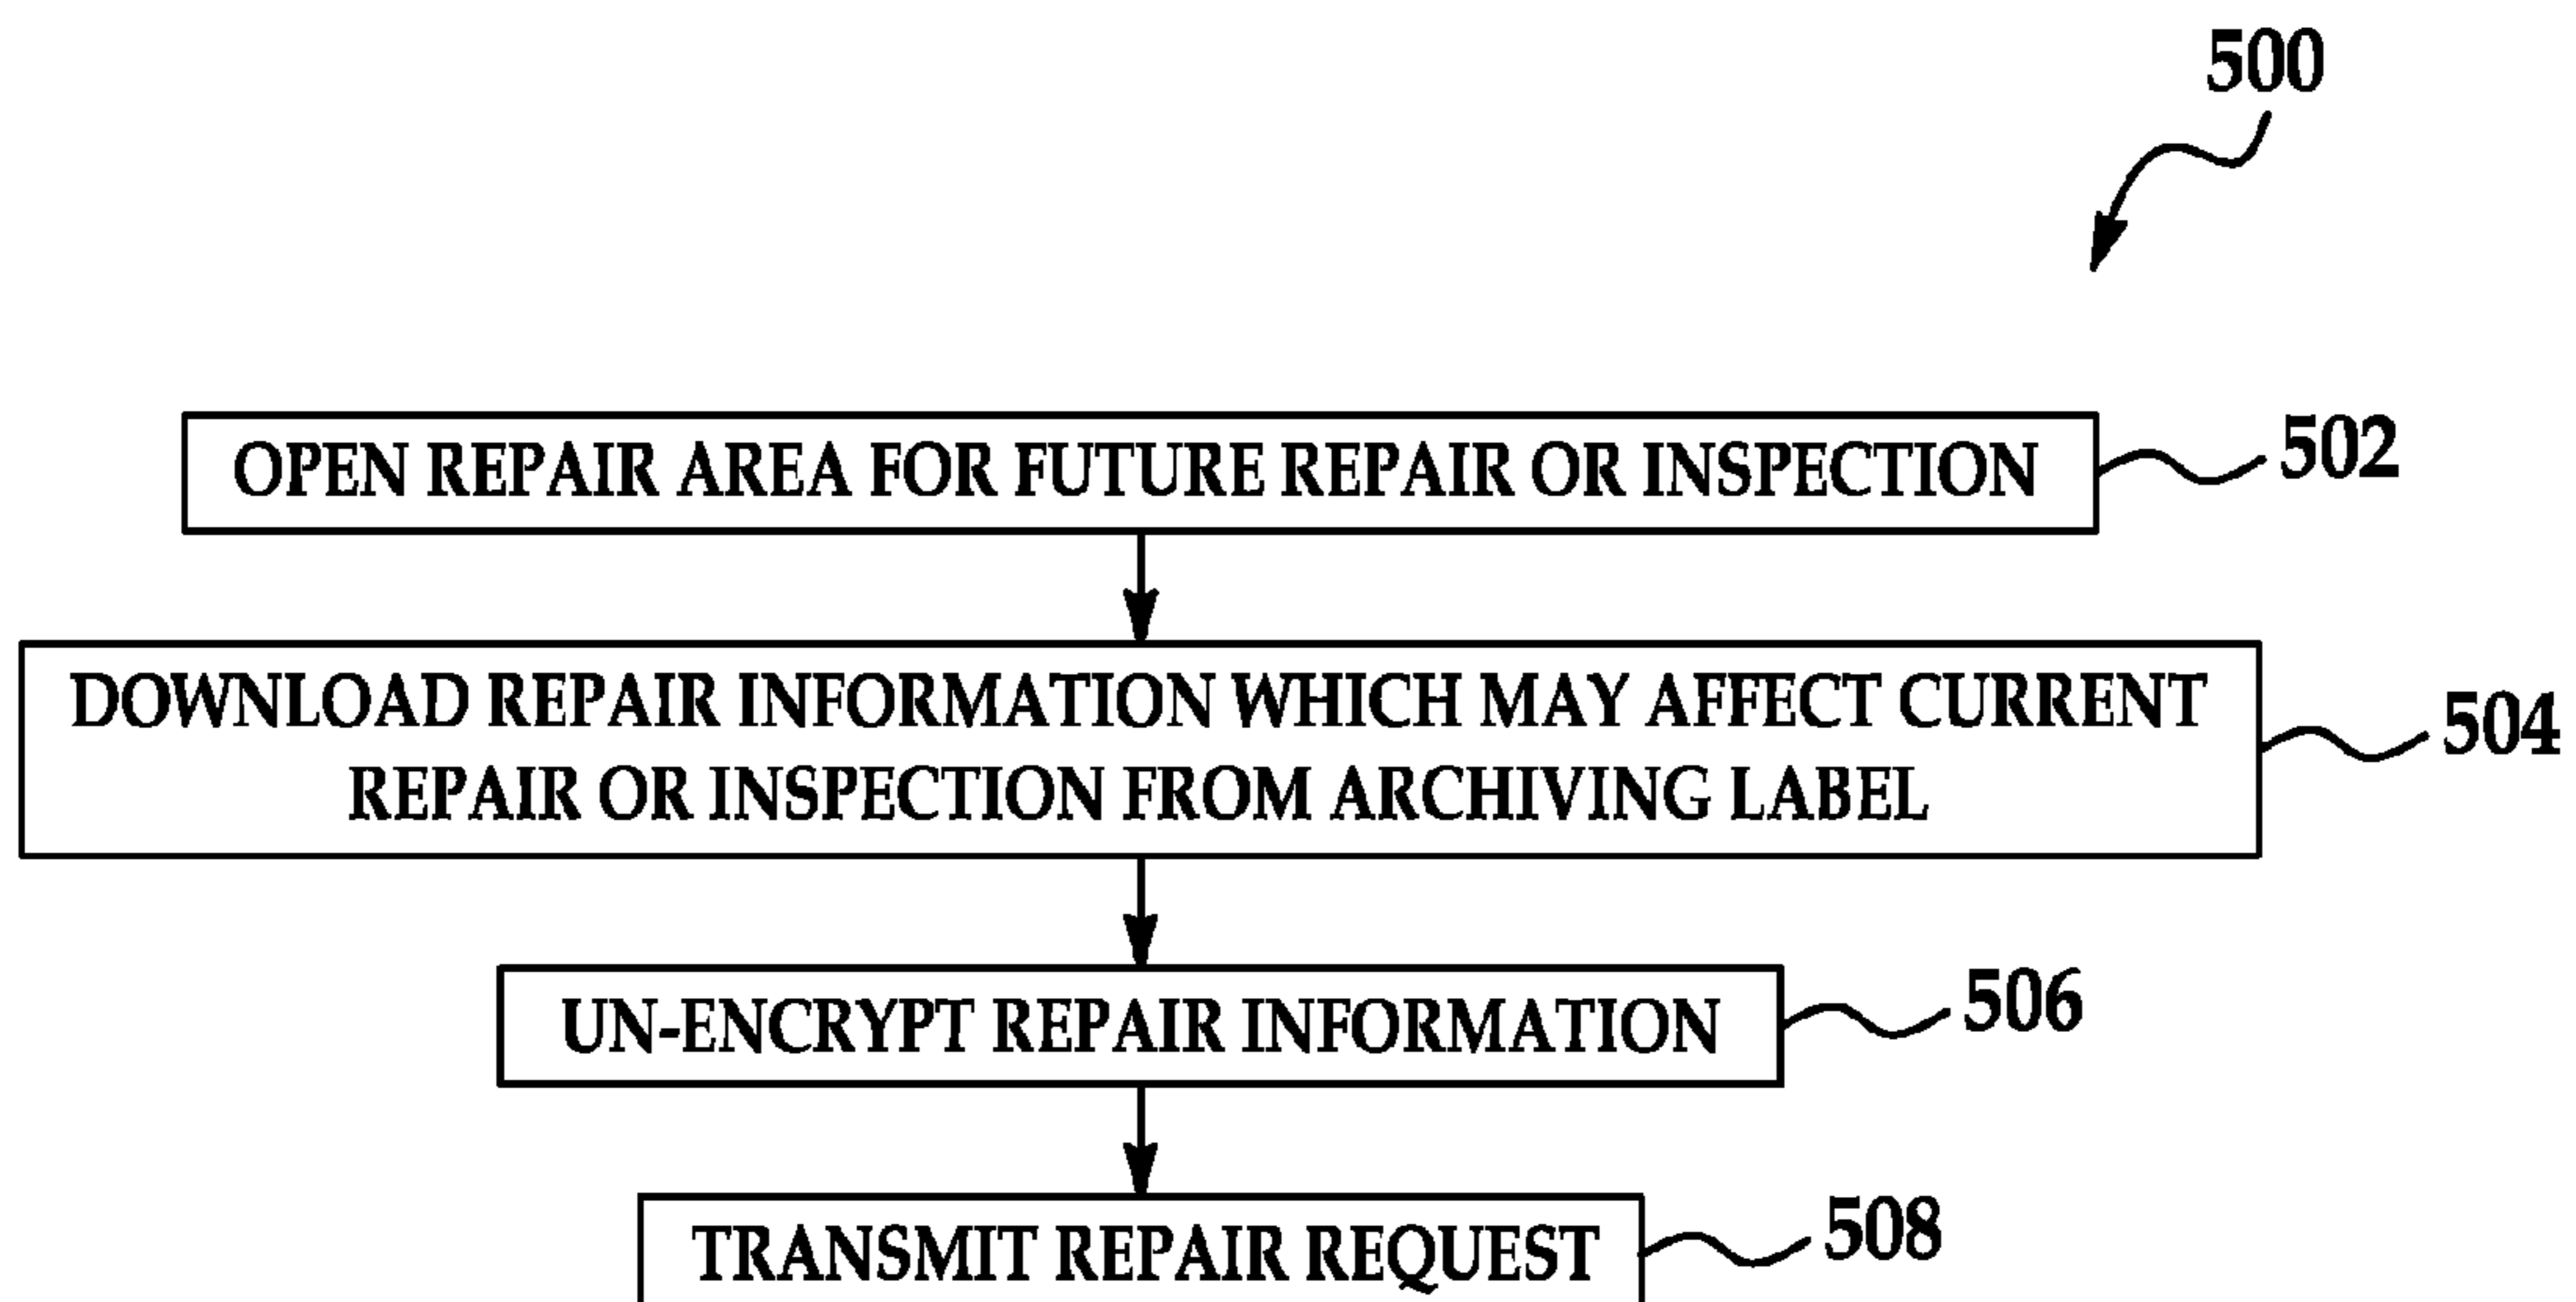 500
OPEN REPAIR AREA FOR FUTURE REPAIR OR INSPECTION
502
DOWNLOAD REPAIR INFORMATION WHICH MAY AFFECT CURRENT
REPAIR OR INSPECTION FROM ARCHIVING LABEL
504
UN-ENCRYPT REPAIR INFORMATION
506
TRANSMIT REPAIR REQUEST
508